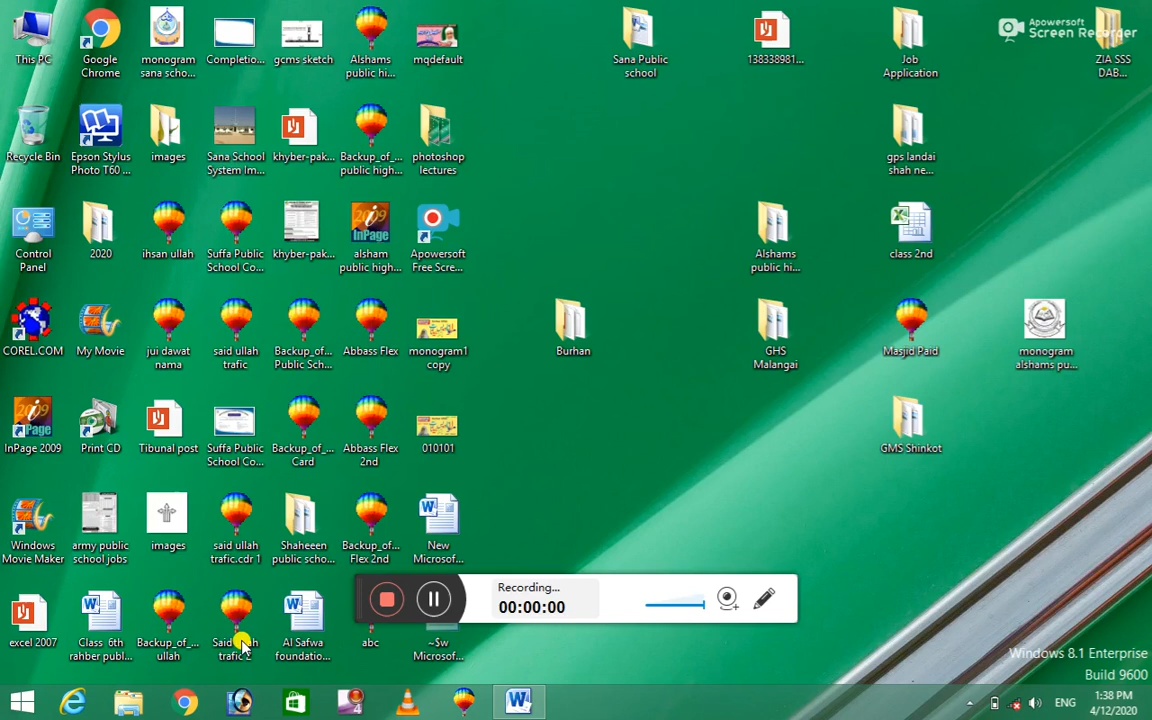 This PC
Google
Chrome
monogram
sana scho...
Completio...
gcms sketch
Alshams
public hi...
mqdefault
Sana Public
school
138338981...
Job
Application
Apowersoft
Screen Recorder
ZIA SSS
DAB...
Recycle Bin
Epson Stylus
Photo T60 ...
images
Sana School
System Im...
khyber-pak...
Backup_of_...
public high...
photoshop
lectures
gps landai
shah ne...
Control
Panel
2020
ihsan ullah
Suffa Public
School Co...
khyber-pak...
2009
InPage
alsham
public high...
Apowersoft
Free Scre...
Alshams
public hi...
class 2nd
COREL.COM
My Movie
jui dawat
nama
said ullah
trafic
Backup_of_...
Public Sch...
Abbass Flex
monogram1
copy
Burhan
GHS
Malangai
Masjid Paid
monogram
alshams pu...
2009
InPage
InPage 2009
Print CD
Tibunal post
Suffa Public
School Co...
Backup_of_...
Card
Abbass Flex
2nd
010101
GMS Shinkot
Windows
Movie Maker
army public
school jobs
images
said ullah
trafic.cdr 1
Shaheeen
public scho...
Backup_of...
Flex 2nd
New
Microsof...
Recording...
00:00:00
excel 2007
Class 6th
rahber publ...
Backup_of_...
ullah
trafic 2
Al Safwa
foundatio...
abc
~$w
Microsof...
Windows 8.1 Enterprise
Build 9600
ENG
1:38 PM
4/12/2020